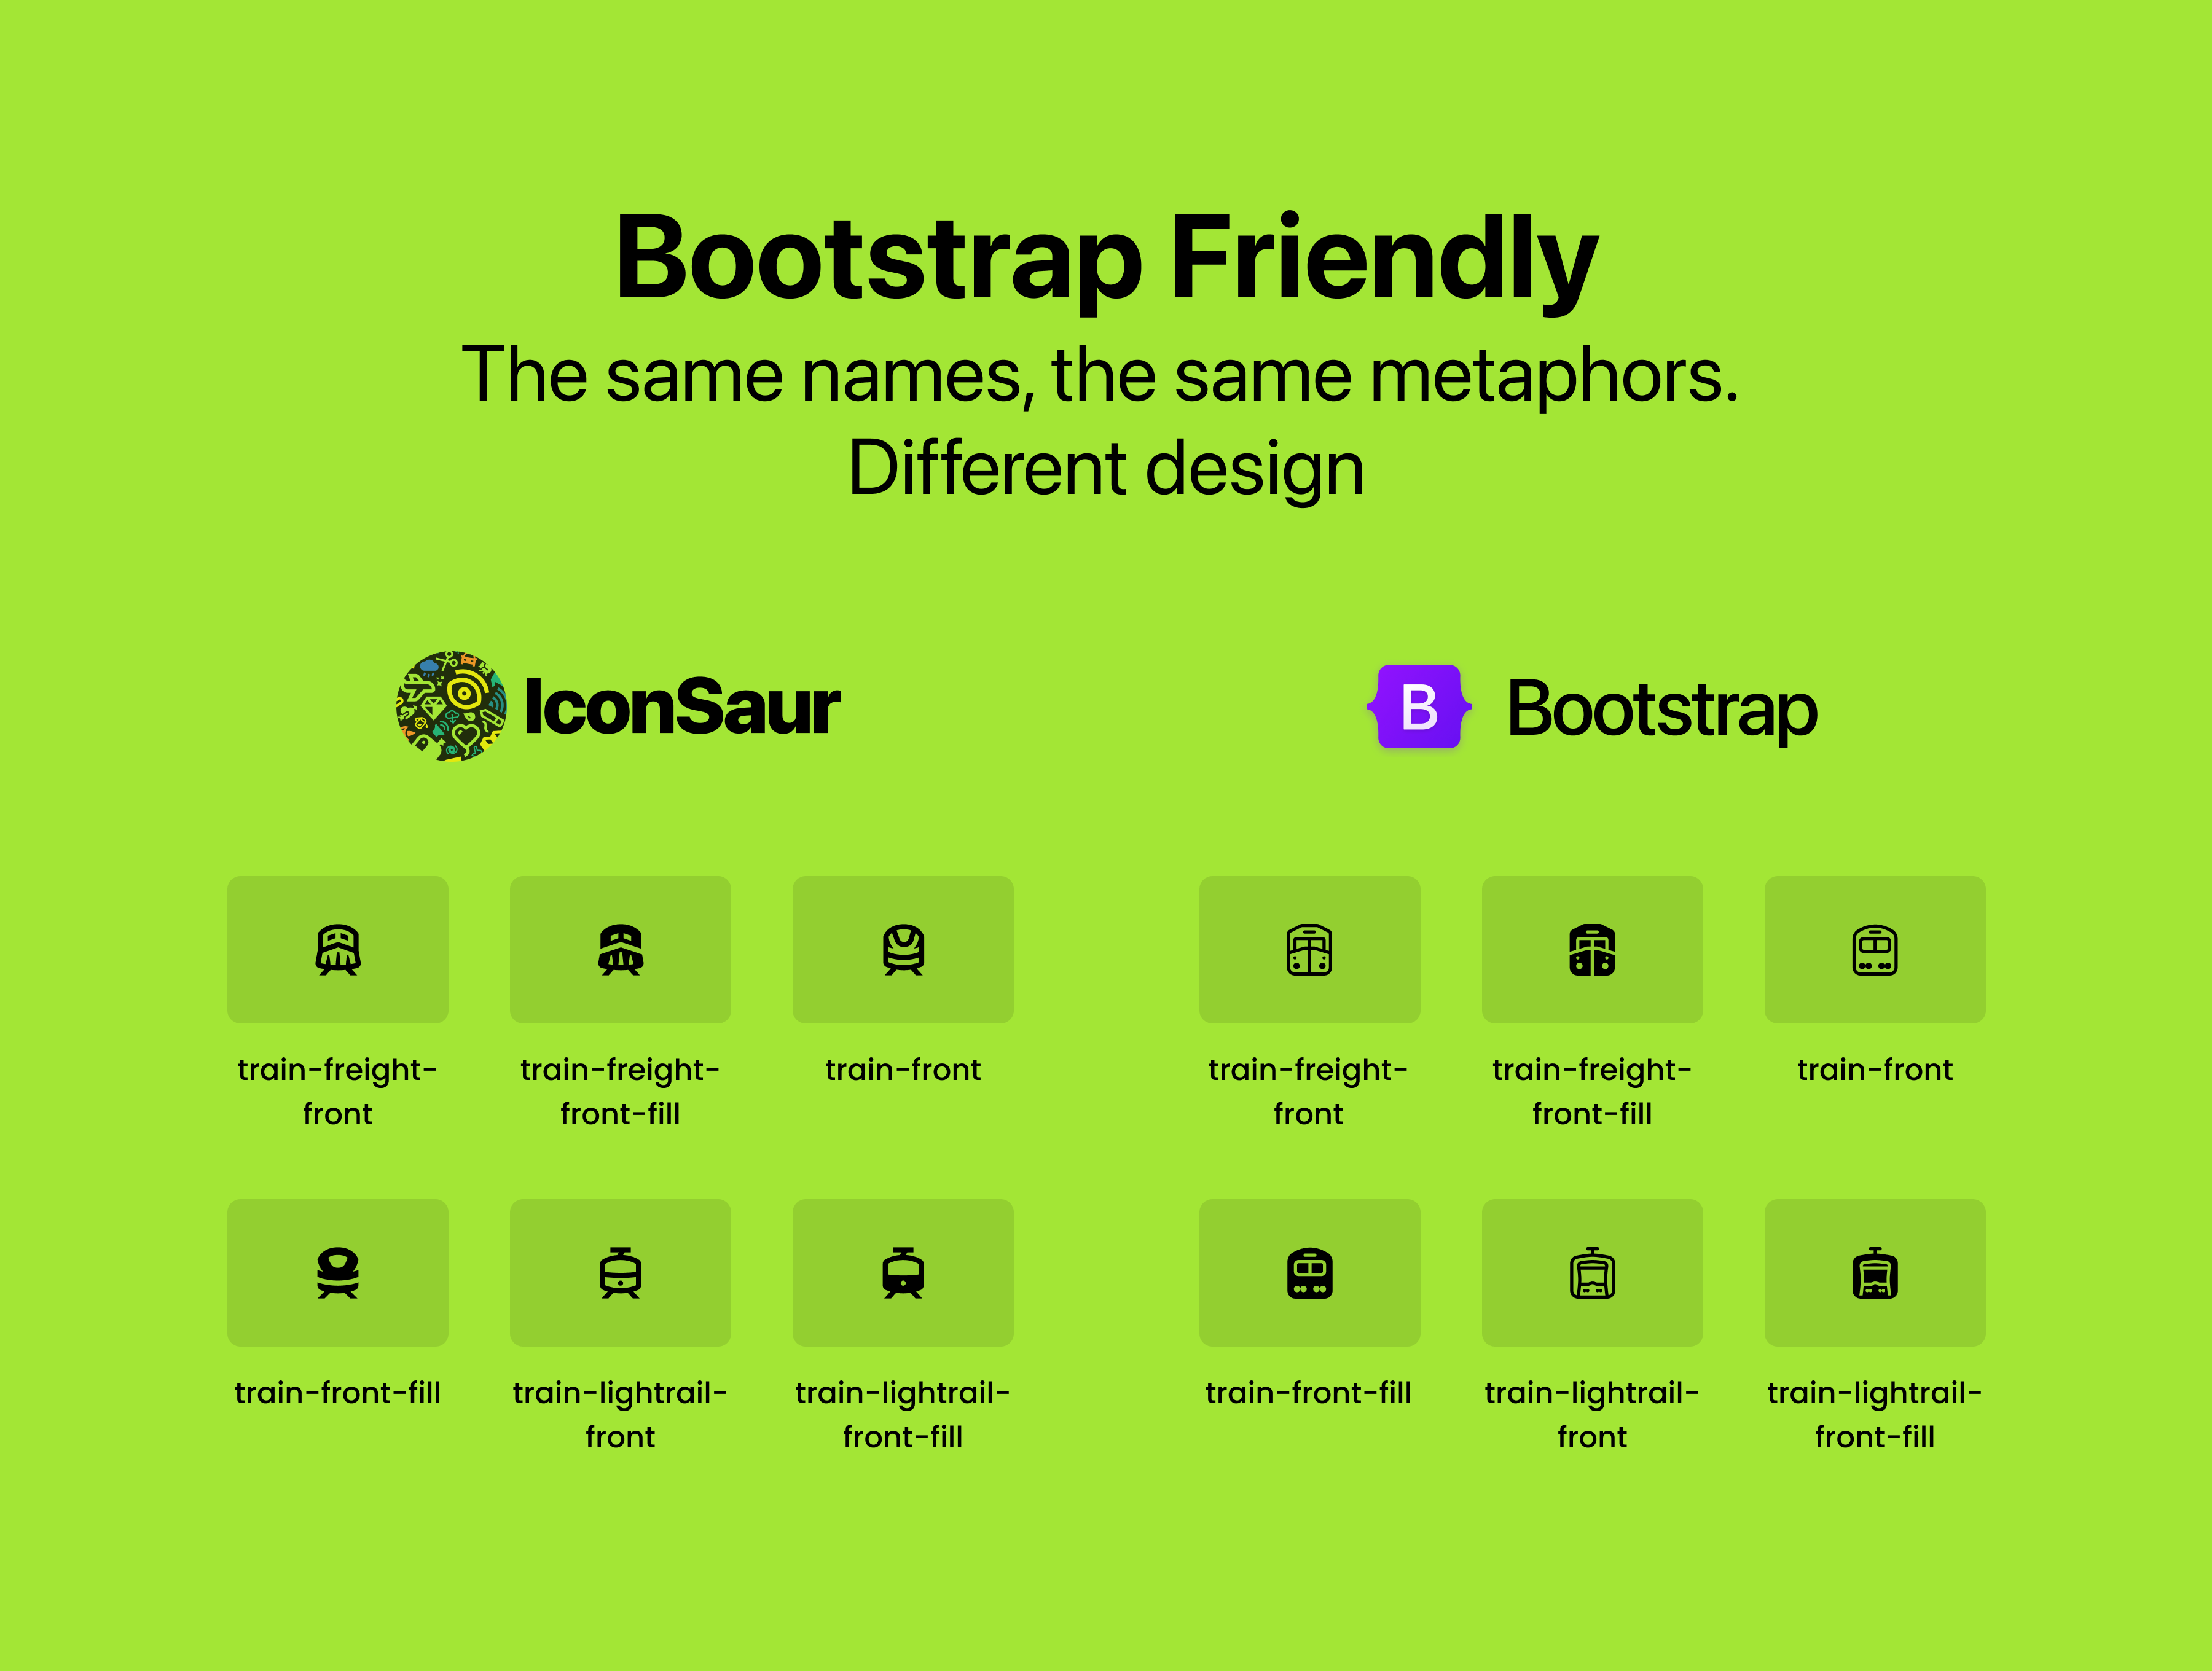 Bootstrap Friendly
The same names, the same metaphors.
Different design
IconSaur
B Bootstrap
train-freight-
front
train-freight-
front-fill
train-front
train-freight-
front
train-freight-
front-fill
train-front
train-front-fill
train-lightrail-
front
train-lightrail-
front-fill
train-front-fill
train-lightrail-
front
train-lightrail-
front-fill